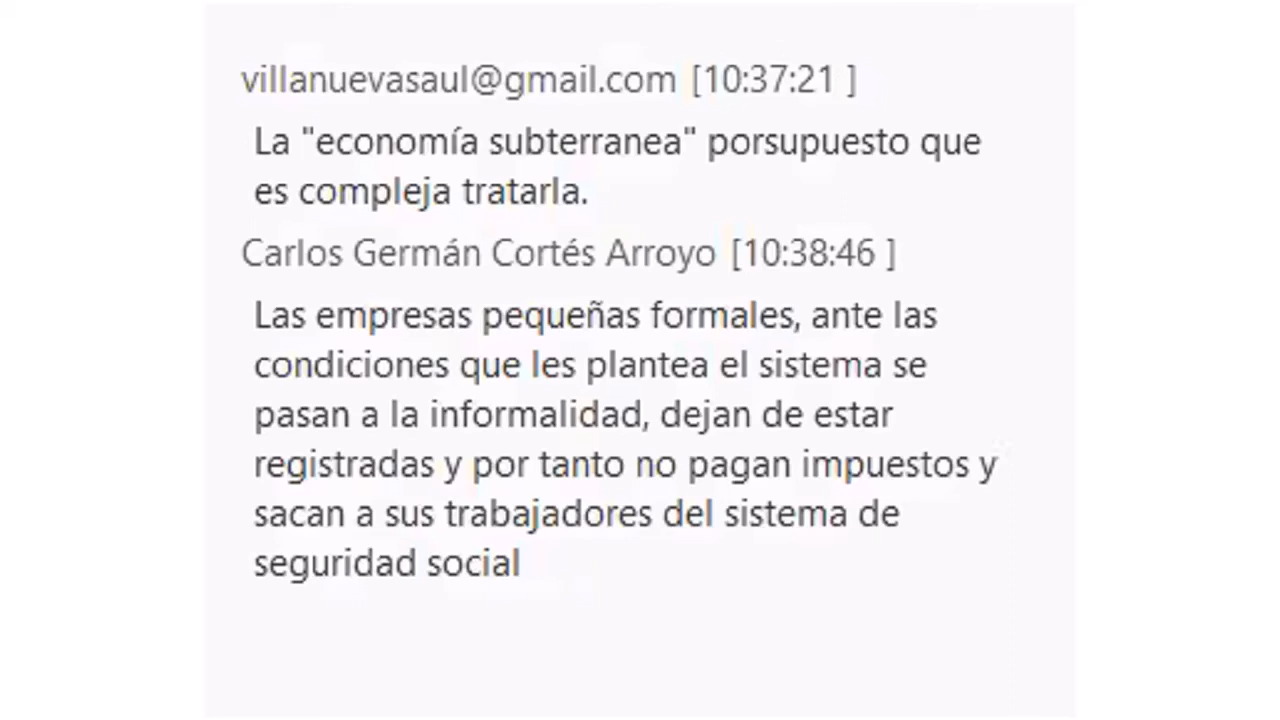 villanuevasaul@gmail.com [10:37:21 ]
La "economía subterranea" porsupuesto que
es compleja tratarla.
Carlos Germán Cortés Arroyo [10:38:46 ]
Las empresas pequeñas formales, ante las
condiciones que les plantea el sistema se
pasan a la informalidad, dejan de estar
registradas y por tanto no pagan impuestos y
sacan a sus trabajadores del sistema de
seguridad social